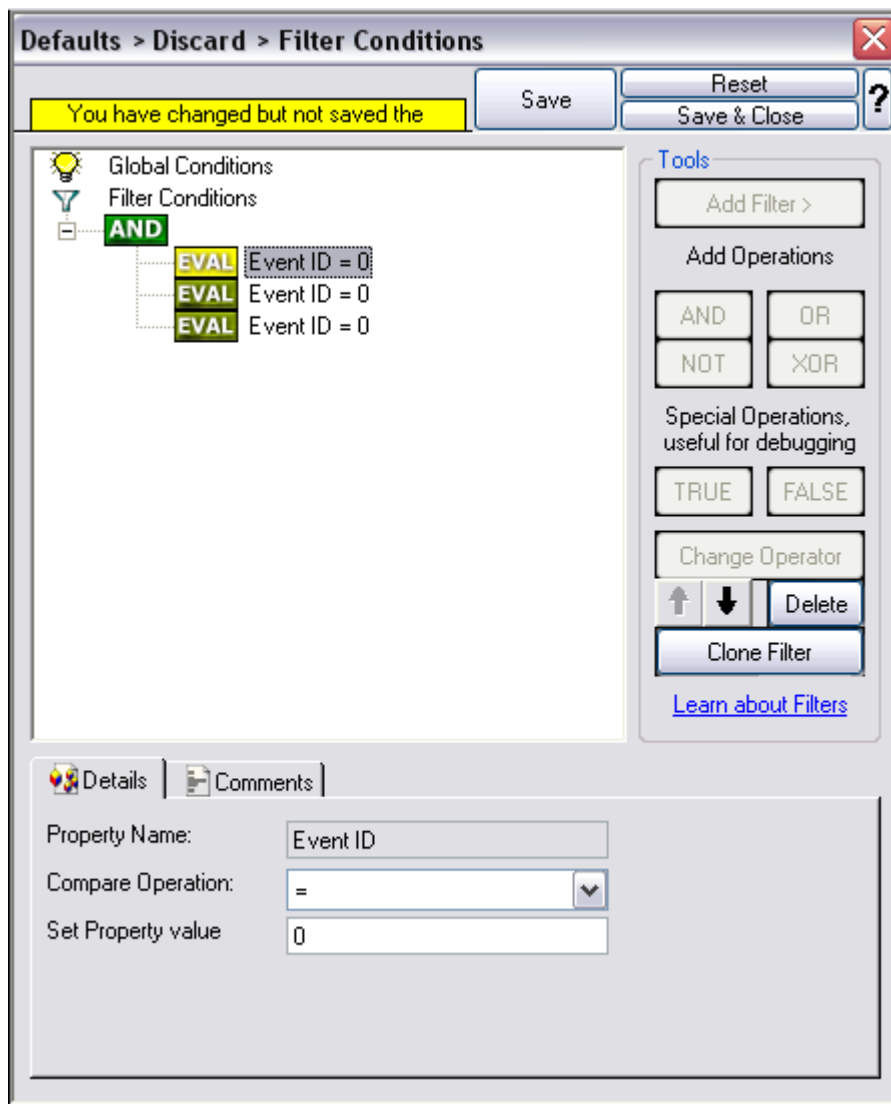 Defaults > Discard > Filter Conditions
You have changed but not saved the
Save
Reset
Save & Close
?
Global Conditions
Filter Conditions
AND
EVAL Event ID = 0
EVAL Event ID = 0
EVAL Event ID = 0
Tools
Add Filter >
Add Operations
AND OR
NOT XOR
Special Operations,
useful for debugging
TRUE FALSE
Change Operator
Delete
Clone Filter
Learn about Filters
Details Comments
Property Name: Event ID
Compare Operation: =
Set Property value 0